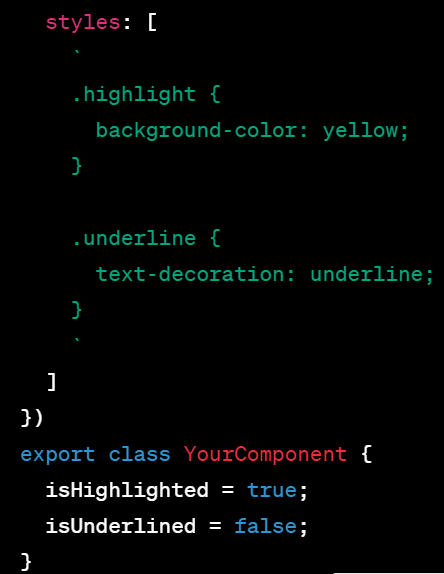 styles: [
`
.highlight {
background-color: yellow;
}
.underline {
text-decoration: underline;
}
`
]
})
export class YourComponent {
isHighlighted = true;
isUnderlined = false;
}